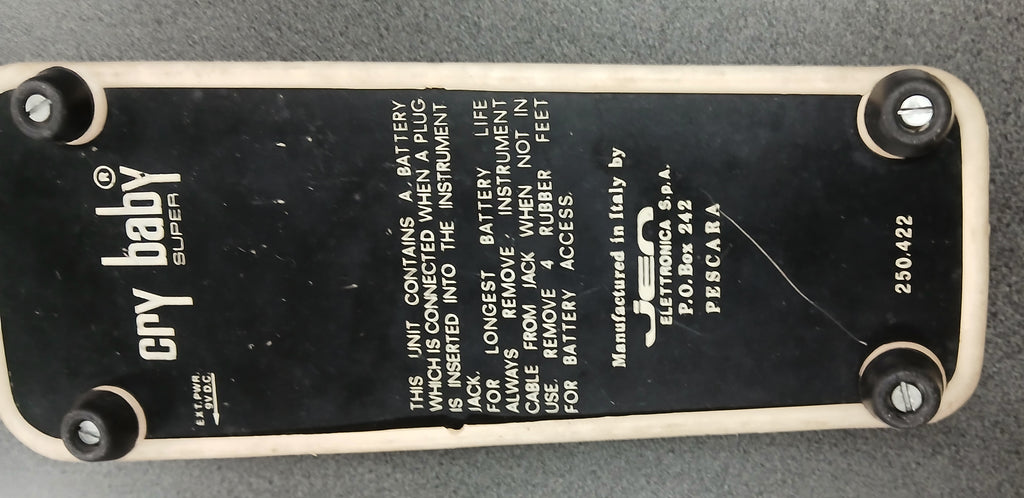 cry baby®
SUPER
EXT. PWR.
9V D.C.
THIS UNIT CONTAINS A BATTERY
WHICH IS CONNECTED WHEN A PLUG
IS INSERTED INTO THE INSTRUMENT
JACK.
FOR LONGEST BATTERY LIFE
ALWAYS REMOVE INSTRUMENT
CABLE FROM JACK WHEN NOT IN
USE. REMOVE 4 RUBBER FEET
FOR BATTERY ACCESS.
Manufactured in Italy by
Jen
ELETTRONICA S.p.A.
P.O. Box 242
PESCARA
250.422